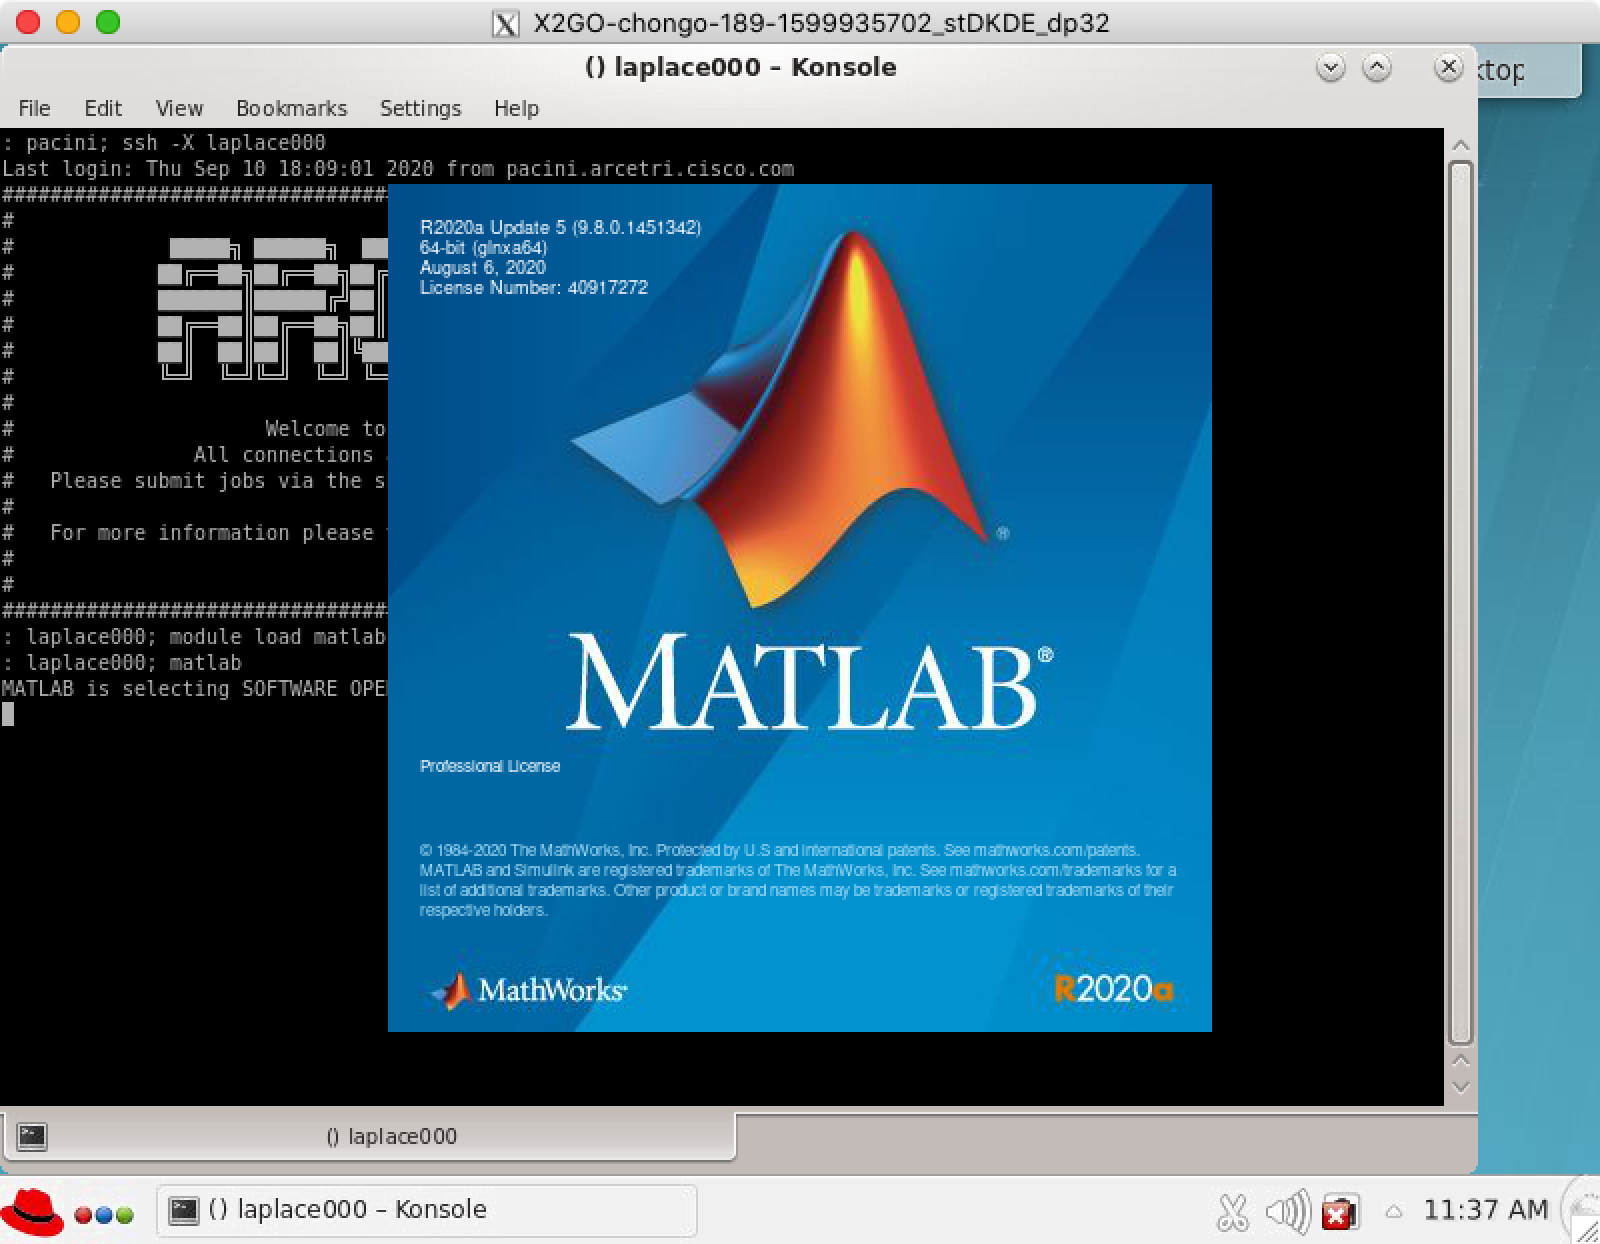 X2GO-chongo-189-1599935702_stDKDE_dp32
() laplace000 – Konsole
ktop
File Edit View Bookmarks Settings Help
: pacini; ssh -X laplace000
Last login: Thu Sep 10 18:09:01 2020 from pacini.arcetri.cisco.com
################################
#
#
#
#
#
#
#
#
# Welcome to
# All connections
# Please submit jobs via the s
#
# For more information please
#
#
################################
: laplace000; module load matlab
: laplace000; matlab
MATLAB is selecting SOFTWARE OPE
R2020a Update 5 (9.8.0.1451342)
64-bit (glnxa64)
August 6, 2020
License Number: 40917272
®
MATLAB®
Professional License
© 1984-2020 The MathWorks, Inc. Protected by U.S and international patents. See mathworks.com/patents.
MATLAB and Simulink are registered trademarks of The MathWorks, Inc. See mathworks.com/trademarks for a
list of additional trademarks. Other product or brand names may be trademarks or registered trademarks of their
respective holders.
MathWorks®
R2020a
() laplace000
() laplace000 – Konsole
11:37 AM